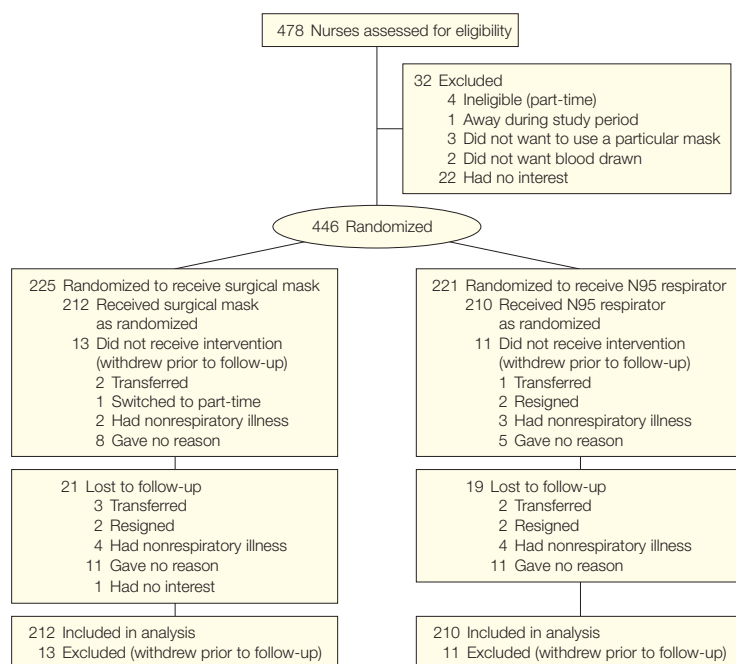 478 Nurses assessed for eligibility
32 Excluded
4 Ineligible (part-time)
1 Away during study period
3 Did not want to use a particular mask
2 Did not want blood drawn
22 Had no interest
446 Randomized
225 Randomized to receive surgical mask
212 Received surgical mask
as randomized
13 Did not receive intervention
(withdrew prior to follow-up)
2 Transferred
1 Switched to part-time
2 Had nonrespiratory illness
8 Gave no reason
221 Randomized to receive N95 respirator
210 Received N95 respirator
as randomized
11 Did not receive intervention
(withdrew prior to follow-up)
1 Transferred
2 Resigned
3 Had nonrespiratory illness
5 Gave no reason
21 Lost to follow-up
3 Transferred
2 Resigned
4 Had nonrespiratory illness
11 Gave no reason
1 Had no interest
19 Lost to follow-up
2 Transferred
2 Resigned
4 Had nonrespiratory illness
11 Gave no reason
212 Included in analysis
13 Excluded (withdrew prior to follow-up)
210 Included in analysis
11 Excluded (withdrew prior to follow-up)